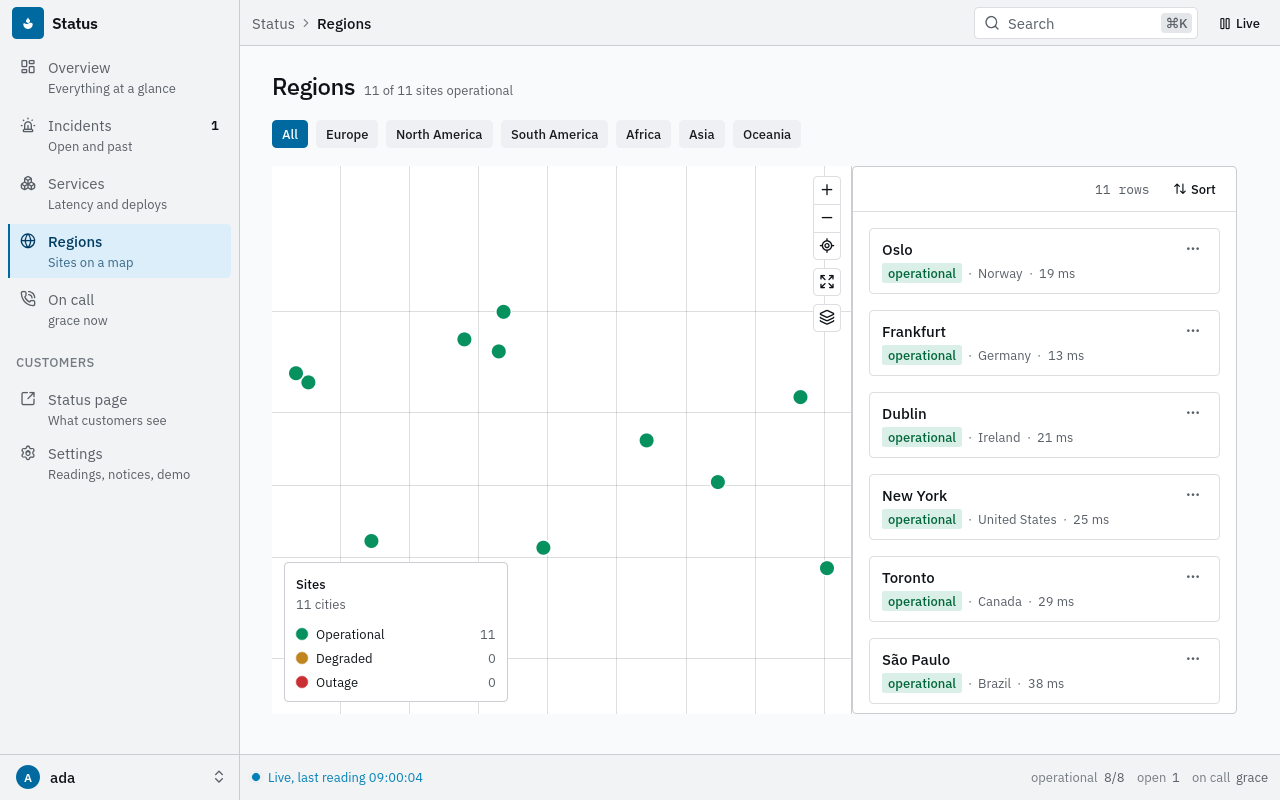 Status
Overview
Everything at a glance
Incidents
1
Open and past
Services
Latency and deploys
Regions
Sites on a map
On call
grace now
CUSTOMERS
Status page
What customers see
Settings
Readings, notices, demo
A ada
Status > Regions
Search ⌘K
Live
Regions 11 of 11 sites operational
All Europe North America South America Africa Asia Oceania
Sites
11 cities
Operational 11
Degraded 0
Outage 0
11 rows Sort
Oslo
operational · Norway · 19 ms
Frankfurt
operational · Germany · 13 ms
Dublin
operational · Ireland · 21 ms
New York
operational · United States · 25 ms
Toronto
operational · Canada · 29 ms
São Paulo
operational · Brazil · 38 ms
Live, last reading 09:00:04
operational 8/8 open 1 on call grace